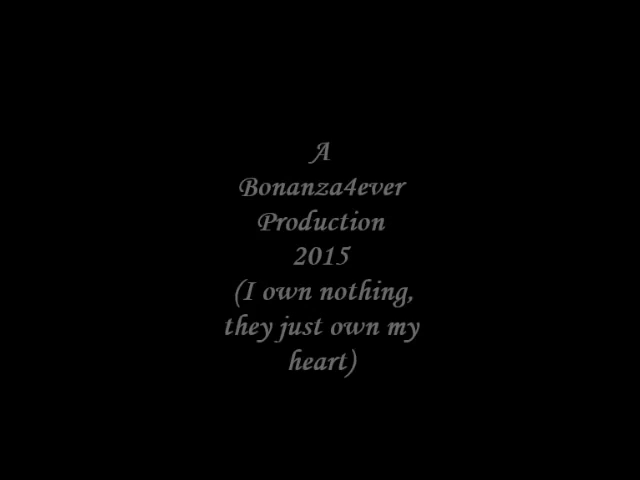 A
Bonanza4ever
Production
2015
(I own nothing,
they just own my
heart)